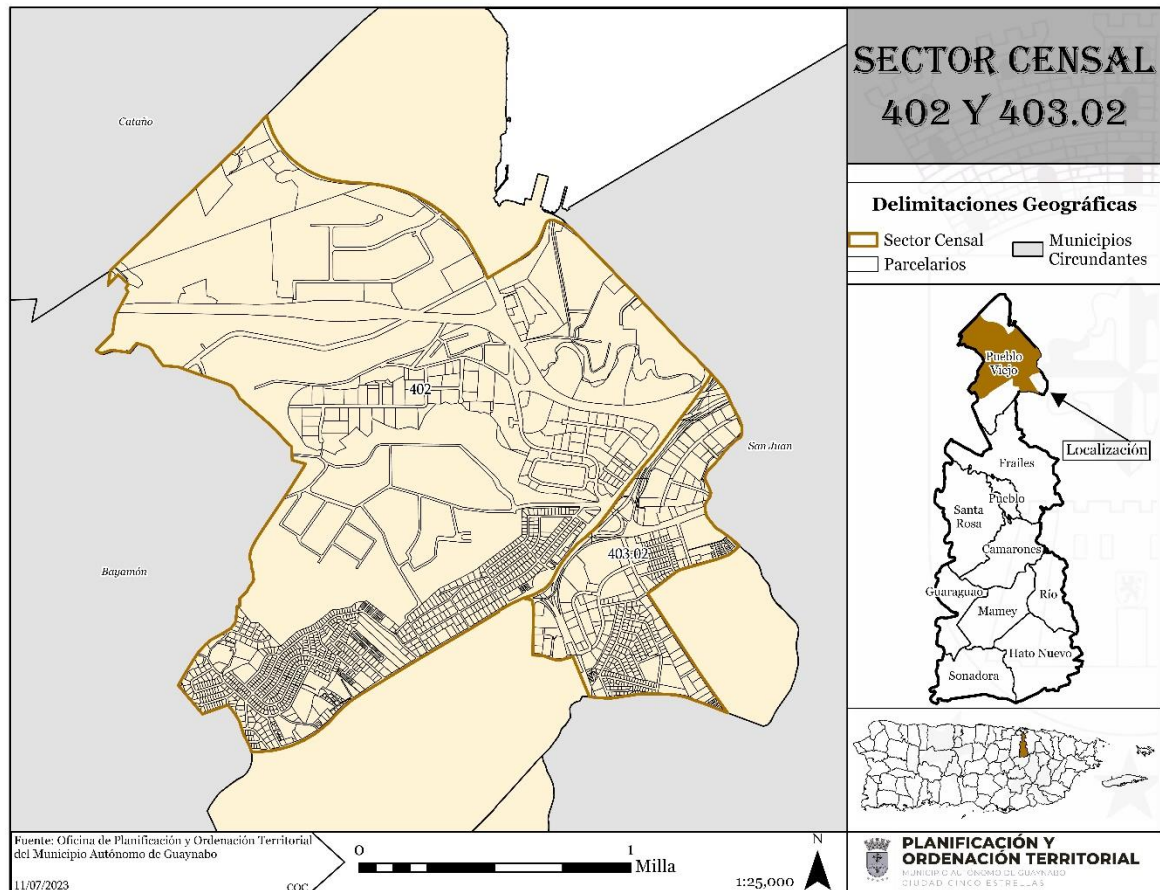 SECTOR CENSAL
402 Y 403.02
Delimitaciones Geográficas
Sector Censal
Parcelarios
Municipios
Circundantes
Cataño
402
San Juan
403.02
Bayamón
Pueblo
Viejo
Localización
Frailes
Pueblo
Santa
Rosa
Camarones
Guaraguao
Río
Mamey
Hato Nuevo
Sonadora
Fuente: Oficina de Planificación y Ordenación Territorial
del Municipio Autónomo de Guaynabo
11/07/2023
COC
0
1
Milla
1:25,000
N
PLANIFICACIÓN Y
ORDENACIÓN TERRITORIAL
MUNICIPIO AUTÓNOMO DE GUAYNABO
CIUDAD CINCO ESTRELLAS